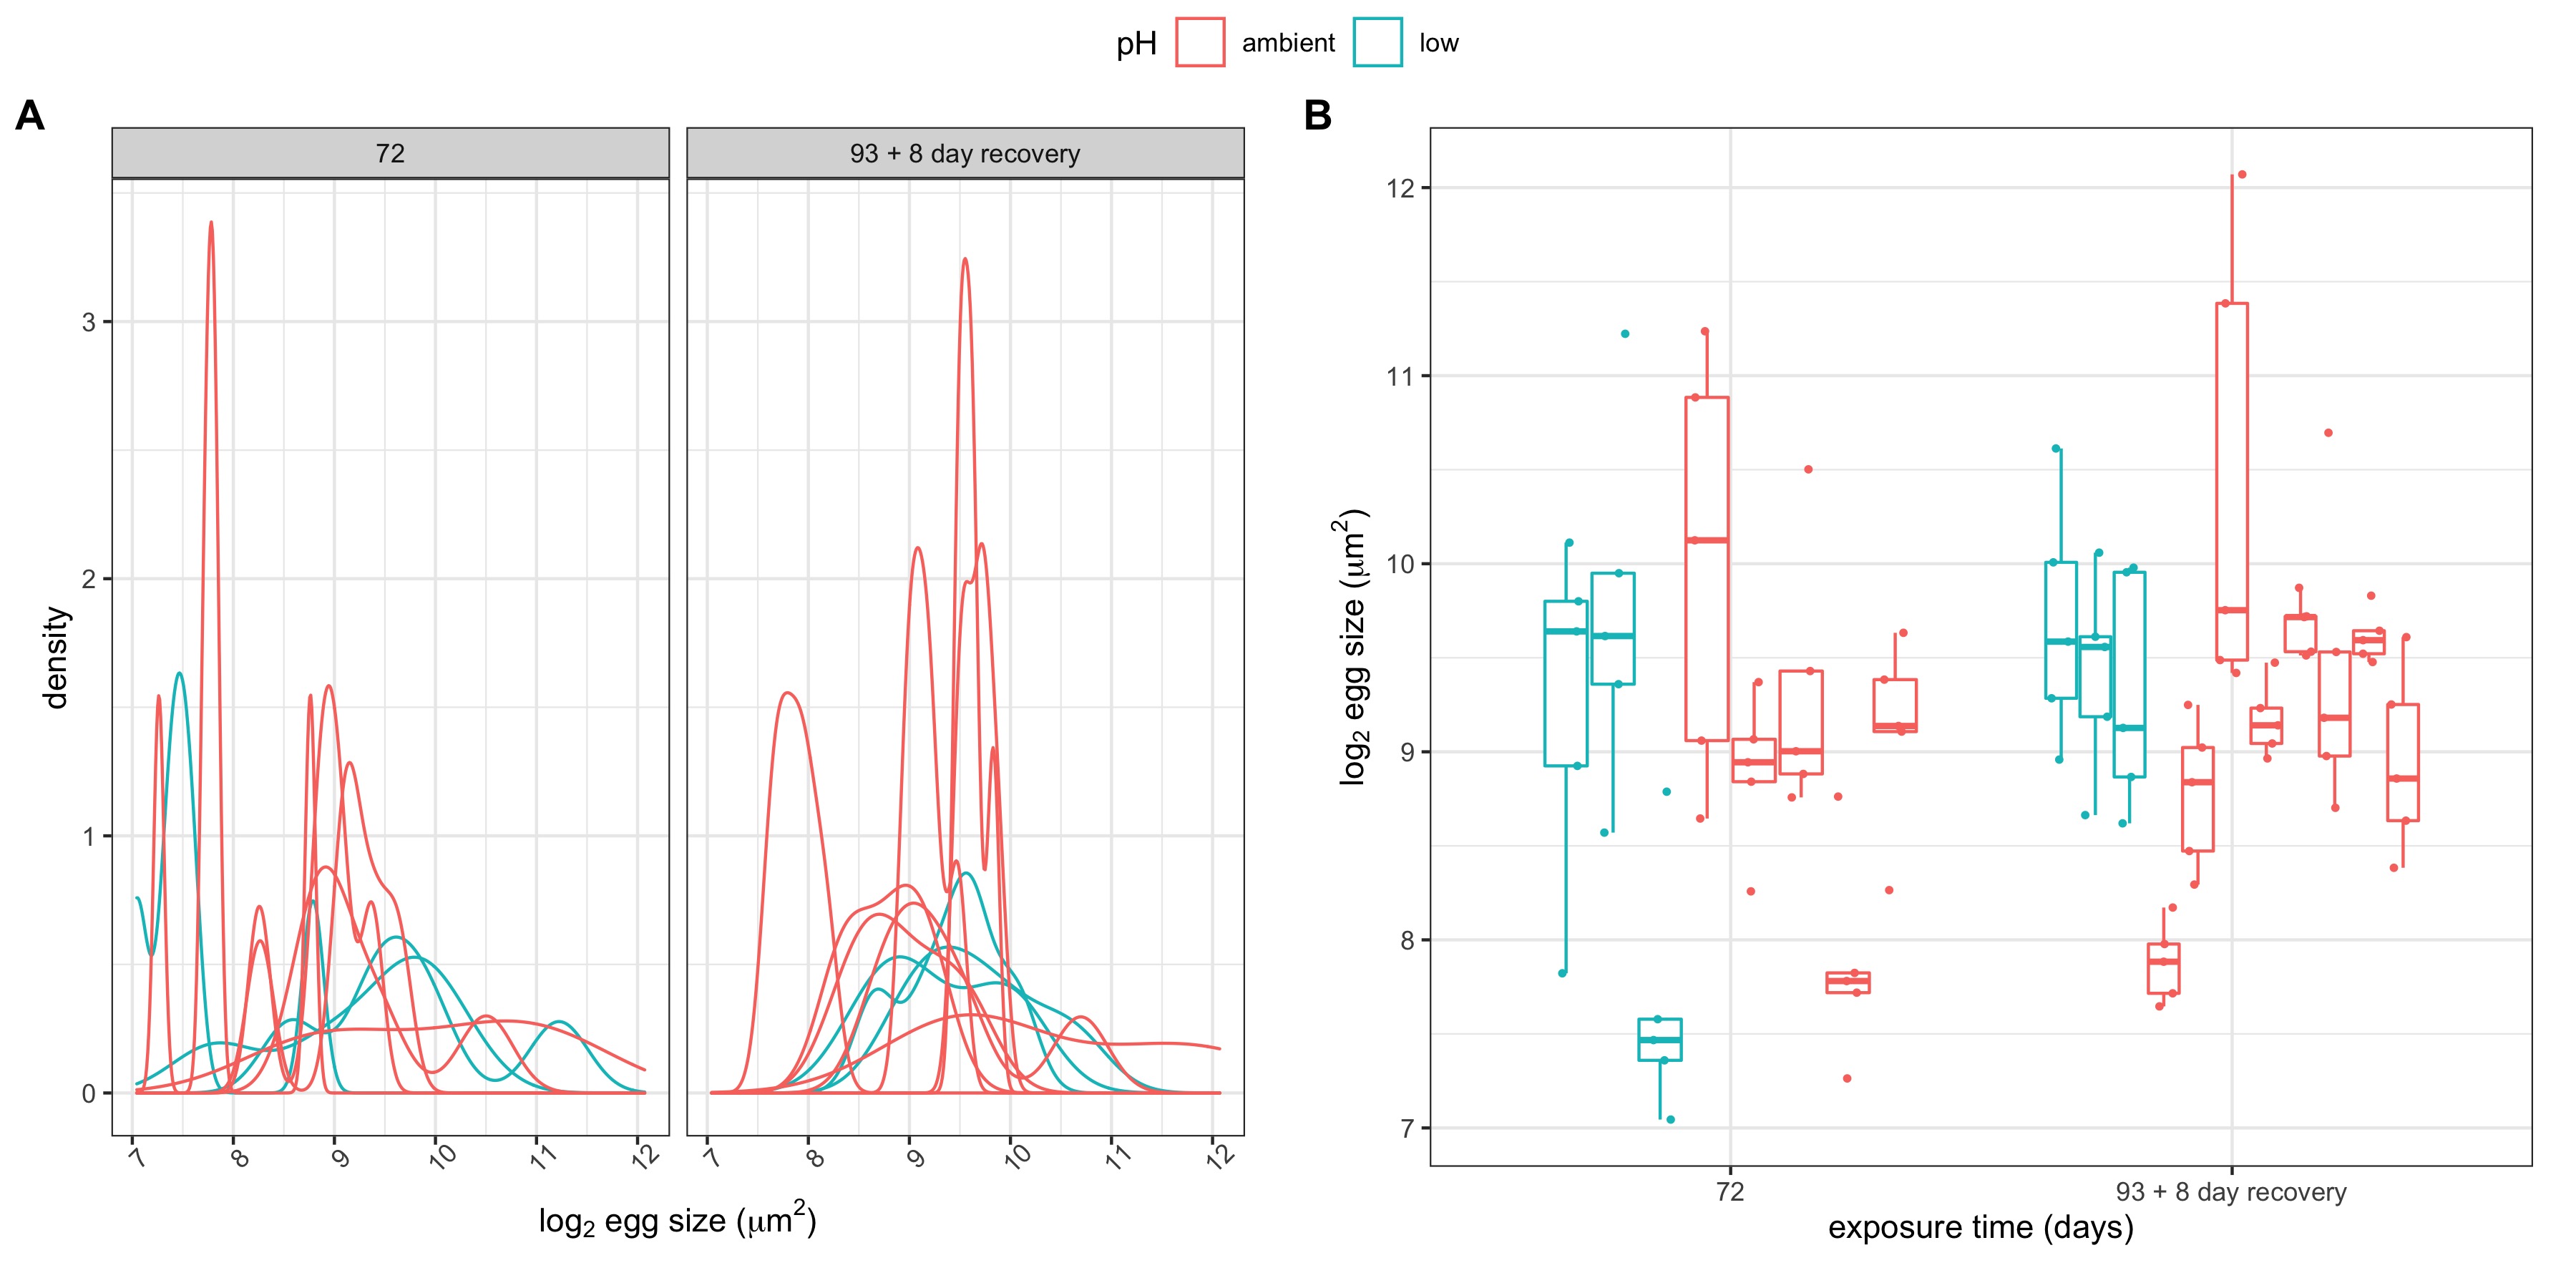 pH ambient low
A
B
72
93 + 8 day recovery
3
2
1
0
density
7 8 9 10 11 12
7 8 9 10 11 12
log₂ egg size (μm²)
12
11
10
9
8
7
log₂ egg size (μm²)
72
93 + 8 day recovery
exposure time (days)